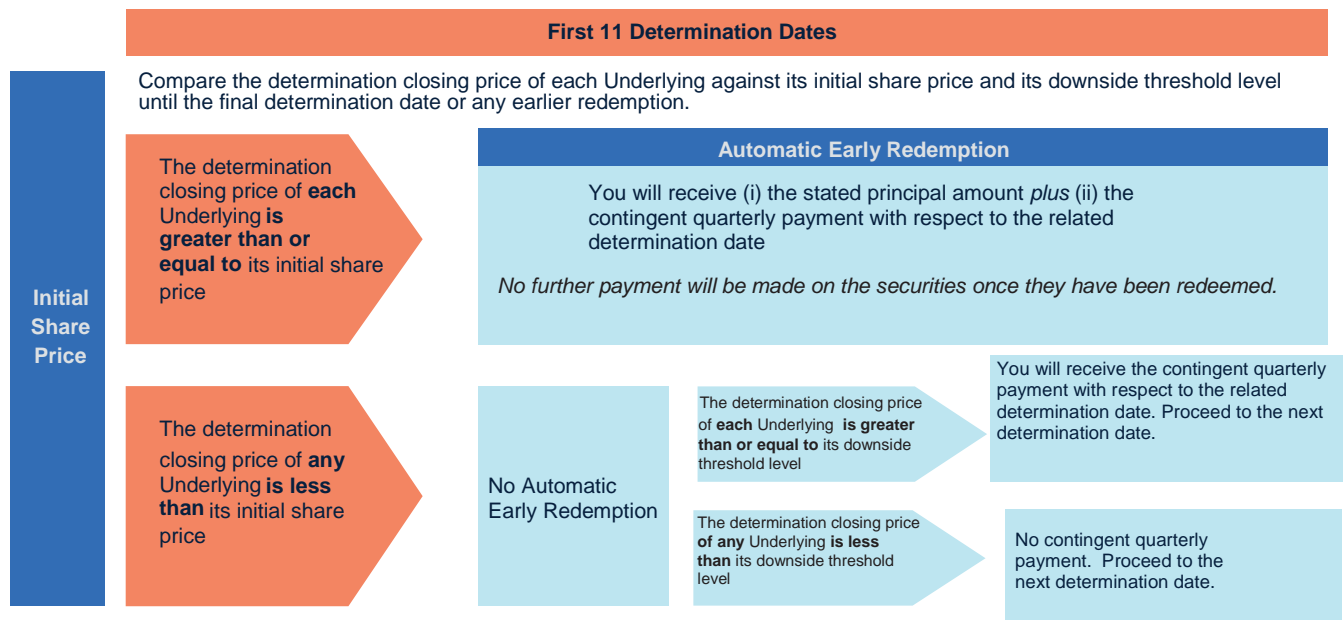 First 11 Determination Dates
Compare the determination closing price of each Underlying against its initial share price and its downside threshold level
until the final determination date or any earlier redemption.
Initial
Share
Price
The determination
closing price of each
Underlying is
greater than or
equal to its initial share
price
Automatic Early Redemption
You will receive (i) the stated principal amount plus (ii) the
contingent quarterly payment with respect to the related
determination date
No further payment will be made on the securities once they have been redeemed.
The determination
closing price of any
Underlying is less
than its initial share
price
No Automatic
Early Redemption
The determination closing price
of each Underlying is greater
than or equal to its downside
threshold level
You will receive the contingent quarterly
payment with respect to the related
determination date. Proceed to the next
determination date.
The determination closing price
of any Underlying is less
than its downside threshold
level
No contingent quarterly
payment. Proceed to the
next determination date.